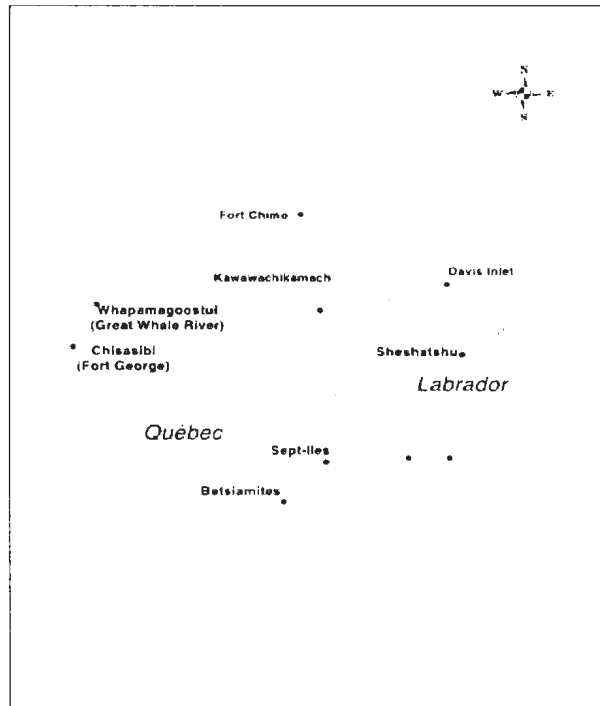 N
W E
S
Fort Chimo
Kawawachikamach
Davis Inlet
Whapamagoostui
(Great Whale River)
Chisasibi
(Fort George)
Sheshatshu
Labrador
Québec
Sept-Iles
Betsiamites